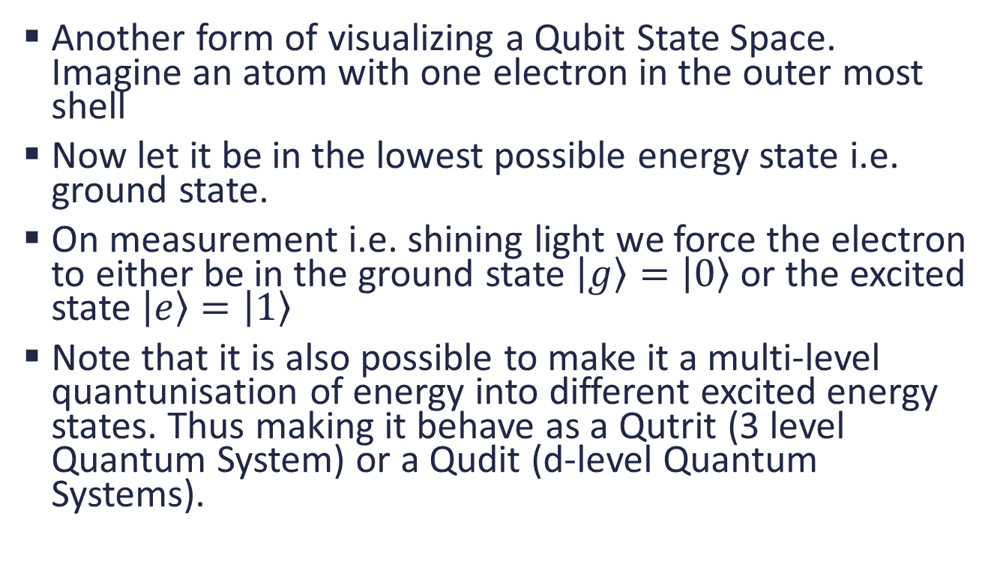 ▪ Another form of visualizing a Qubit State Space.
Imagine an atom with one electron in the outer most
shell
▪ Now let it be in the lowest possible energy state i.e.
ground state.
▪ On measurement i.e. shining light we force the electron
to either be in the ground state |g⟩ = |0⟩ or the excited
state |e⟩ = |1⟩
▪ Note that it is also possible to make it a multi-level
quantunisation of energy into different excited energy
states. Thus making it behave as a Qutrit (3 level
Quantum System) or a Qudit (d-level Quantum
Systems).